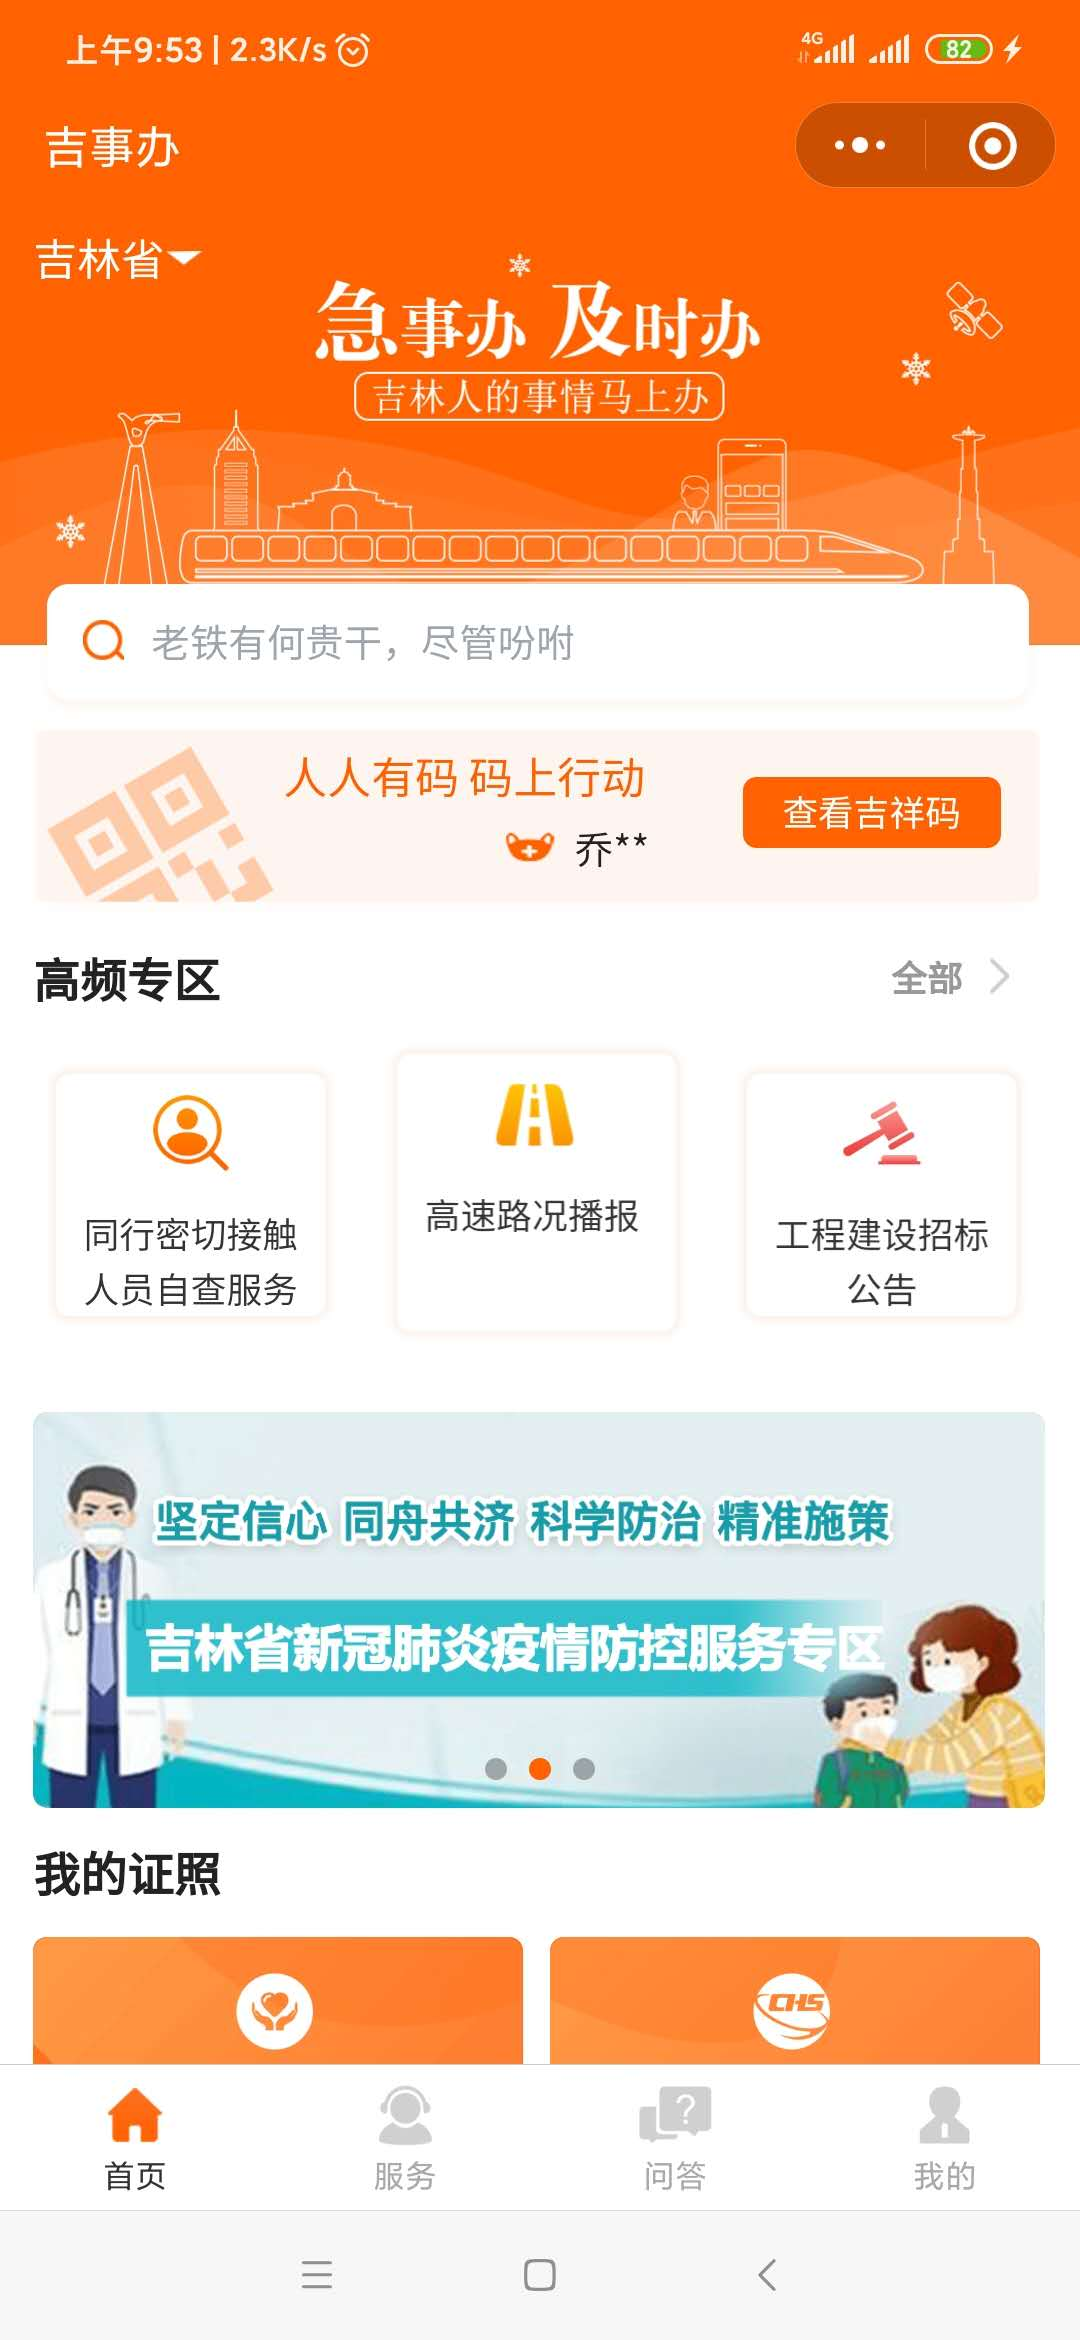 上午9:53 | 2.3K/s
4G
82
吉事办
吉林省
急事办 及时办
吉林人的事情马上办
老铁有何贵干，尽管吩咐
人人有码 码上行动
乔**
查看吉祥码
高频专区
全部
同行密切接触
人员自查服务
高速路况播报
工程建设招标
公告
坚定信心 同舟共济 科学防治 精准施策
吉林省新冠肺炎疫情防控服务专区
我的证照
CHS
首页
服务
问答
我的